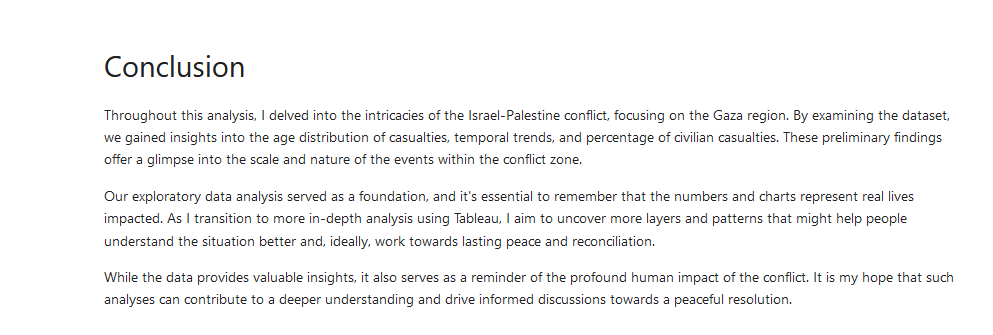 Conclusion
Throughout this analysis, I delved into the intricacies of the Israel-Palestine conflict, focusing on the Gaza region. By examining the dataset,
we gained insights into the age distribution of casualties, temporal trends, and percentage of civilian casualties. These preliminary findings
offer a glimpse into the scale and nature of the events within the conflict zone.
Our exploratory data analysis served as a foundation, and it's essential to remember that the numbers and charts represent real lives
impacted. As I transition to more in-depth analysis using Tableau, I aim to uncover more layers and patterns that might help people
understand the situation better and, ideally, work towards lasting peace and reconciliation.
While the data provides valuable insights, it also serves as a reminder of the profound human impact of the conflict. It is my hope that such
analyses can contribute to a deeper understanding and drive informed discussions towards a peaceful resolution.